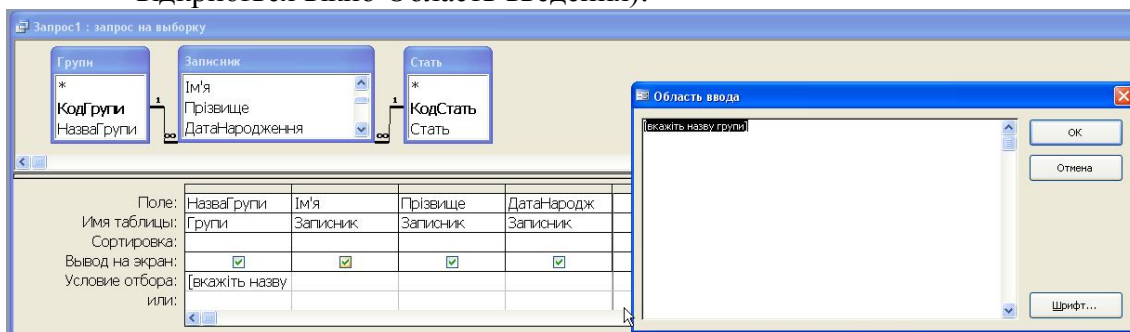 відкриється вікно Область введення).
Запрос1 : запрос на выборку
Групи
*
КодГрупи
НазваГрупи
1
∞
Записник
Ім'я
Прізвище
ДатаНародження
1
∞
Стать
*
КодСтать
Стать
Поле: НазваГрупи Ім'я Прізвище ДатаНародж
Имя таблицы: Групи Записник Записник Записник
Сортировка:
Вывод на экран:
Условие отбора: [вкажіть назву
или:
Область ввода
[вкажіть назву групи]
ОК
Отмена
Шрифт...